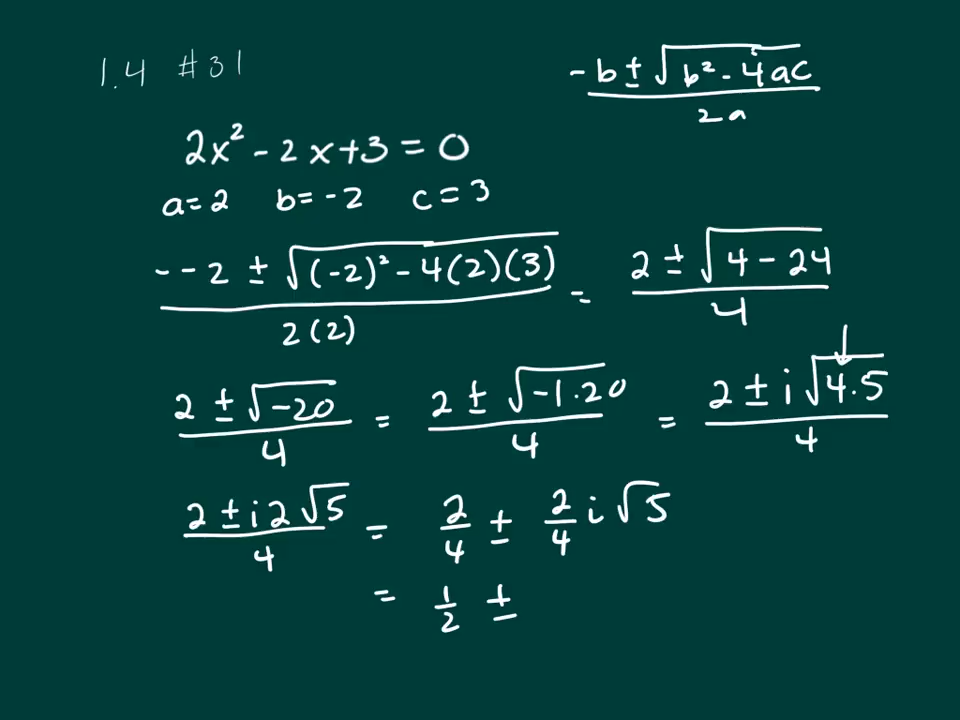 1.4 #31
-b ± √(b² - 4ac) / 2a
2x² - 2x + 3 = 0
a = 2 b = -2 c = 3
(--2 ± √((-2)² - 4(2)(3))) / 2(2) = (2 ± √(4 - 24)) / 4
(2 ± √(-20)) / 4 = (2 ± √(-1·20)) / 4 = (2 ± i√(4·5)) / 4
(2 ± i2√5) / 4 = 2/4 ± 2/4 i√5
= 1/2 ±